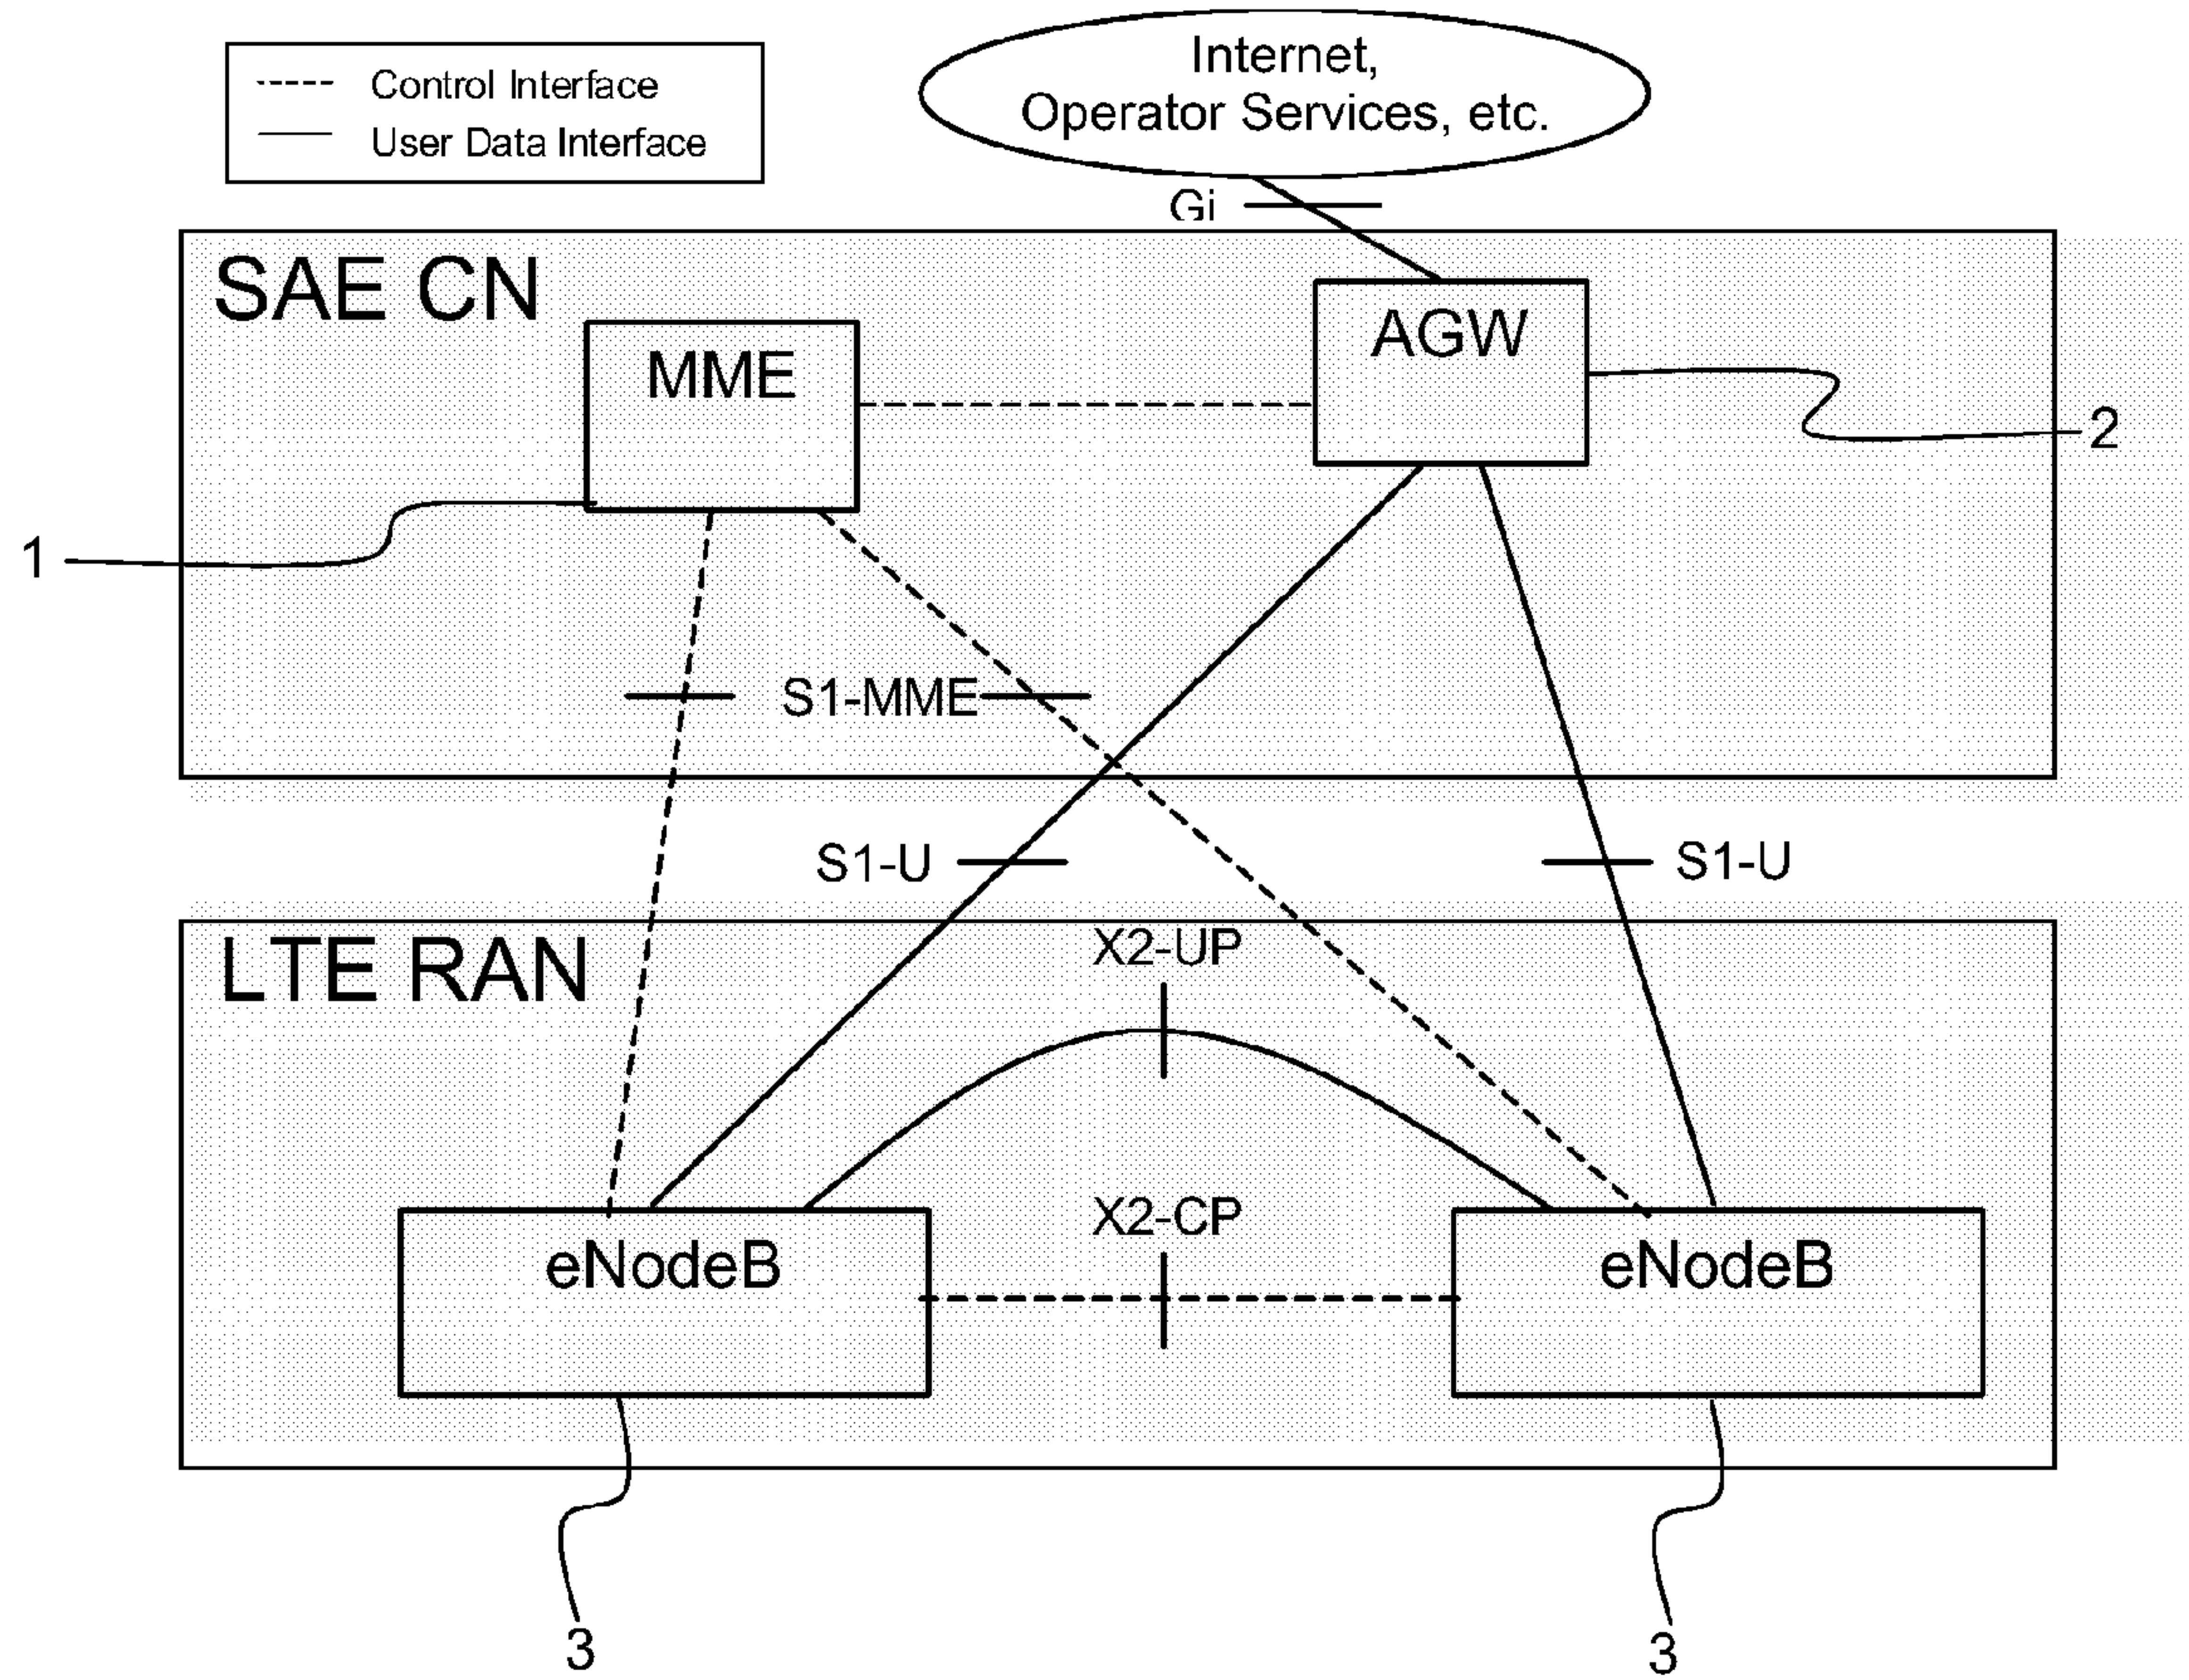 Control Interface
User Data Interface
Internet,
Operator Services, etc.
Gi
SAE CN
MME
AGW
1
2
S1-MME
S1-U
S1-U
LTE RAN
X2-UP
X2-CP
eNodeB
eNodeB
3
3